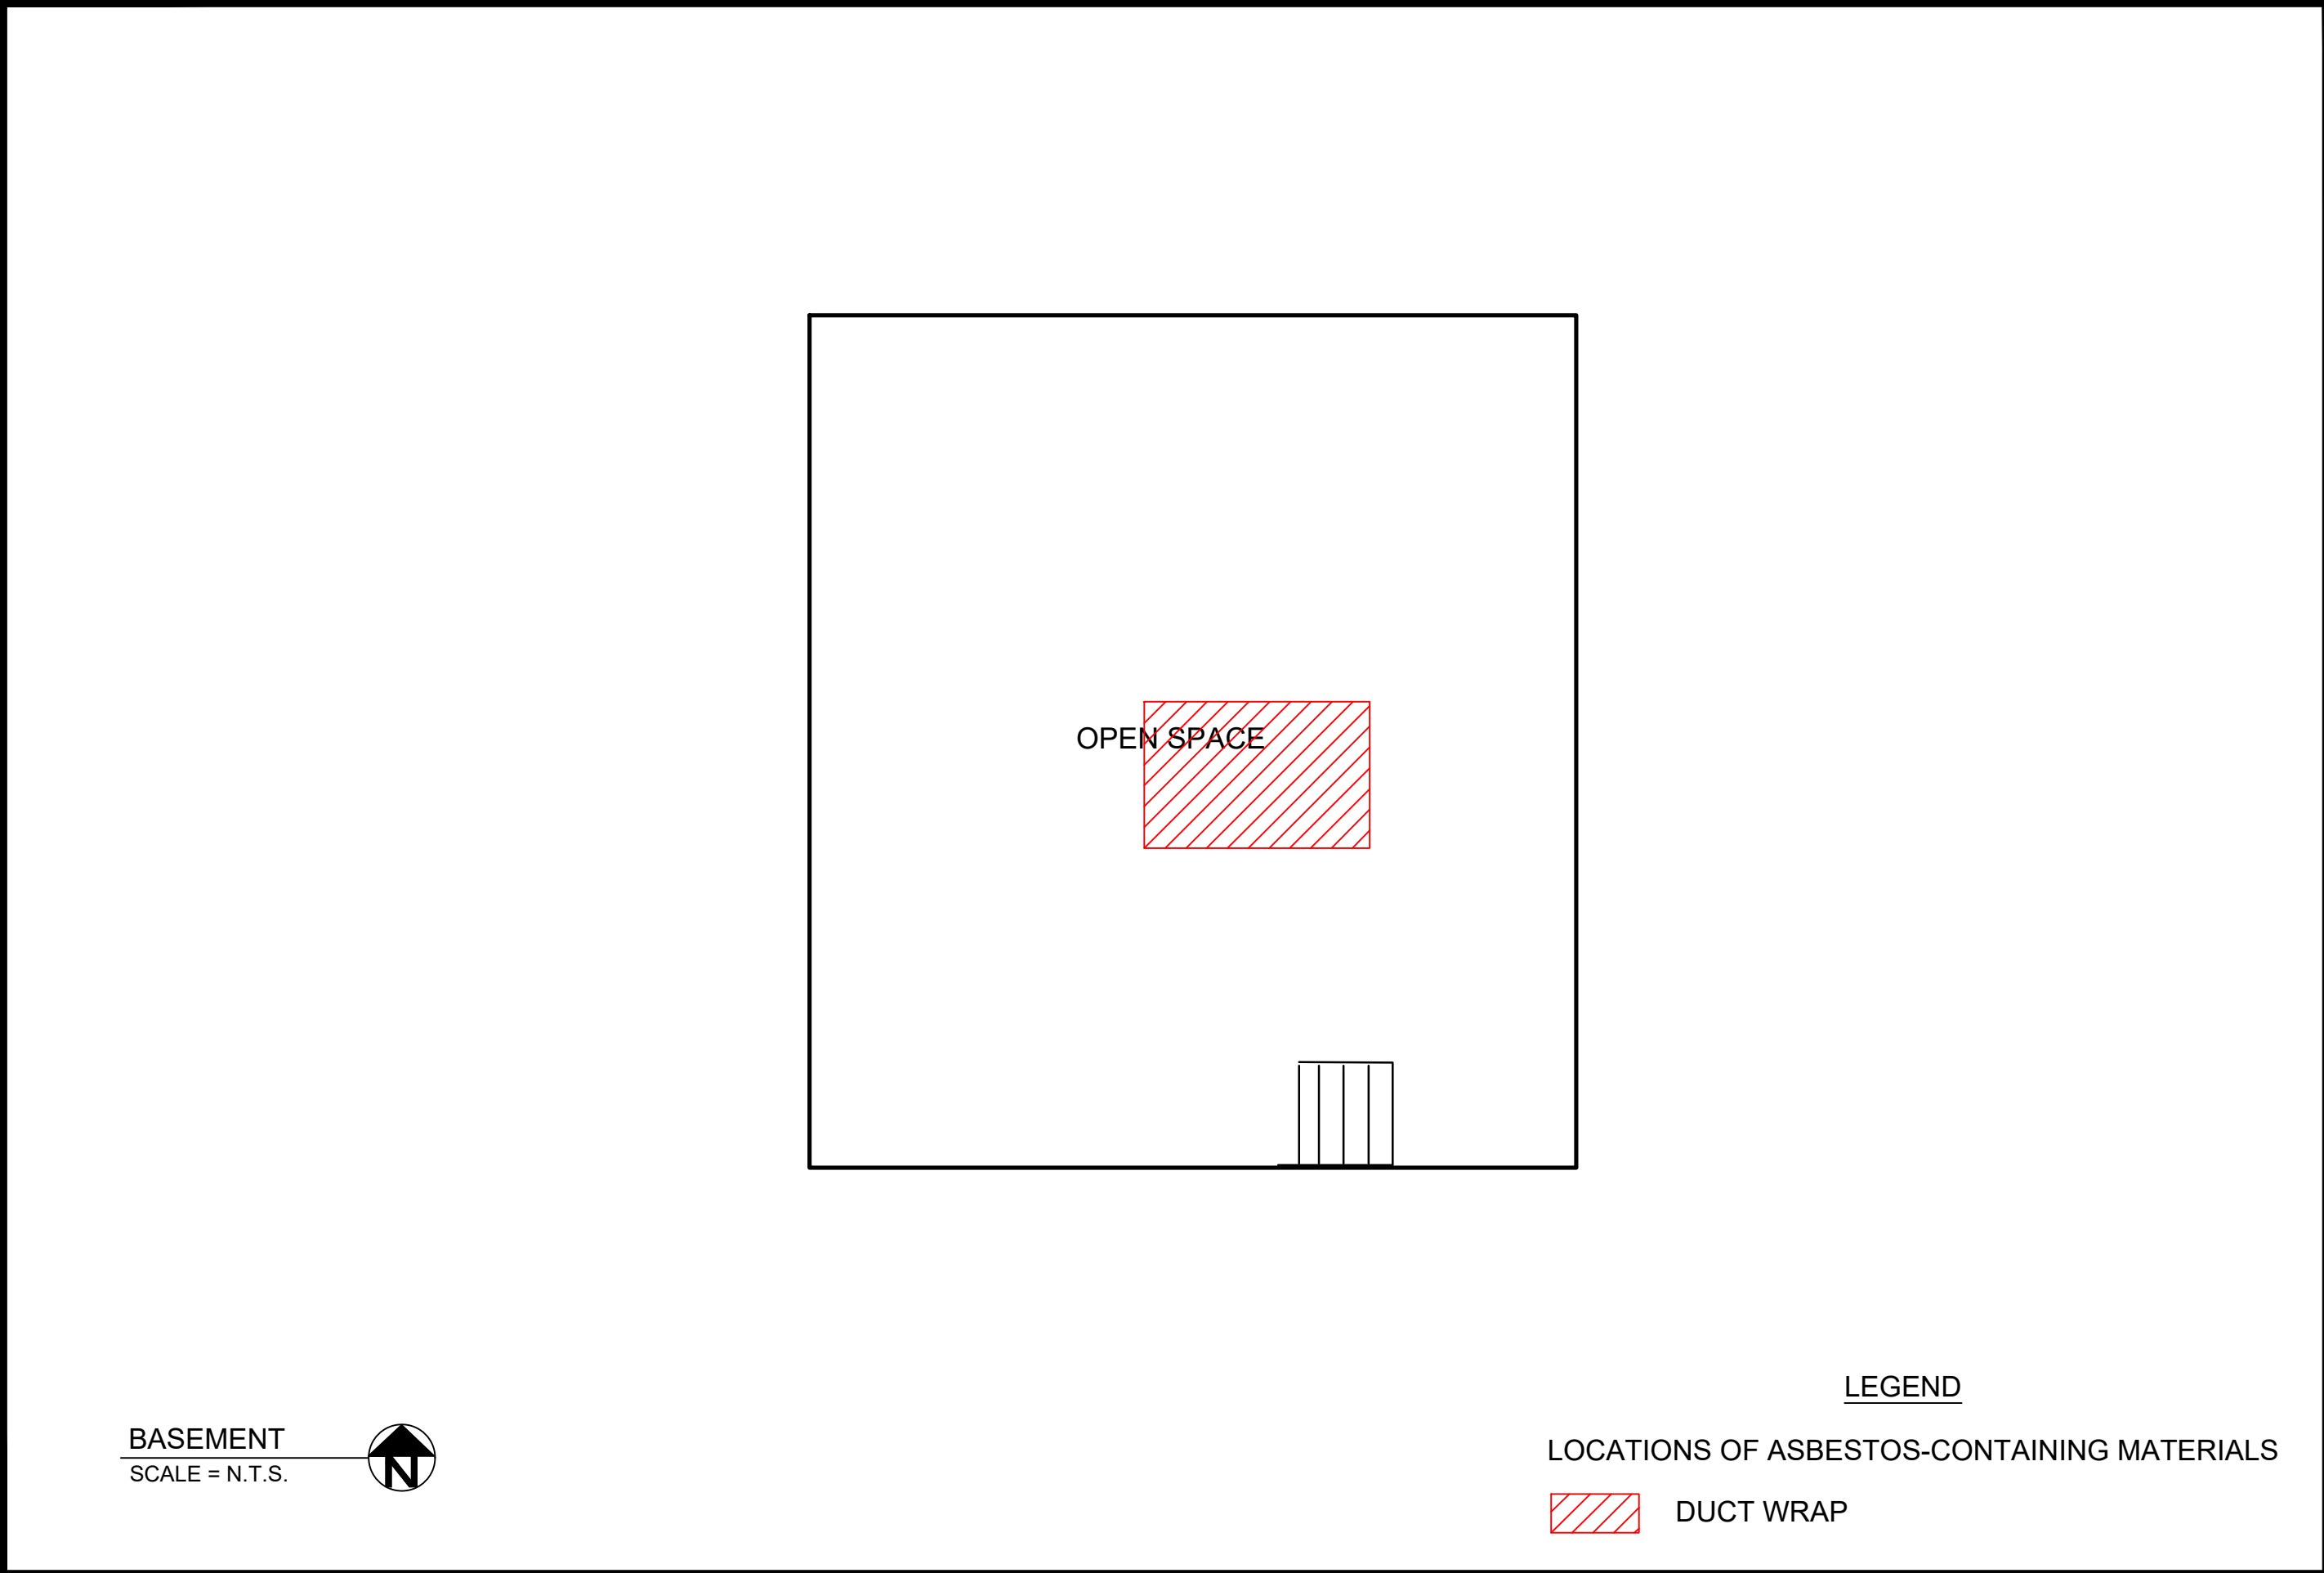 OPEN SPACE
BASEMENT
SCALE = N.T.S.
N
LEGEND
LOCATIONS OF ASBESTOS-CONTAINING MATERIALS
DUCT WRAP